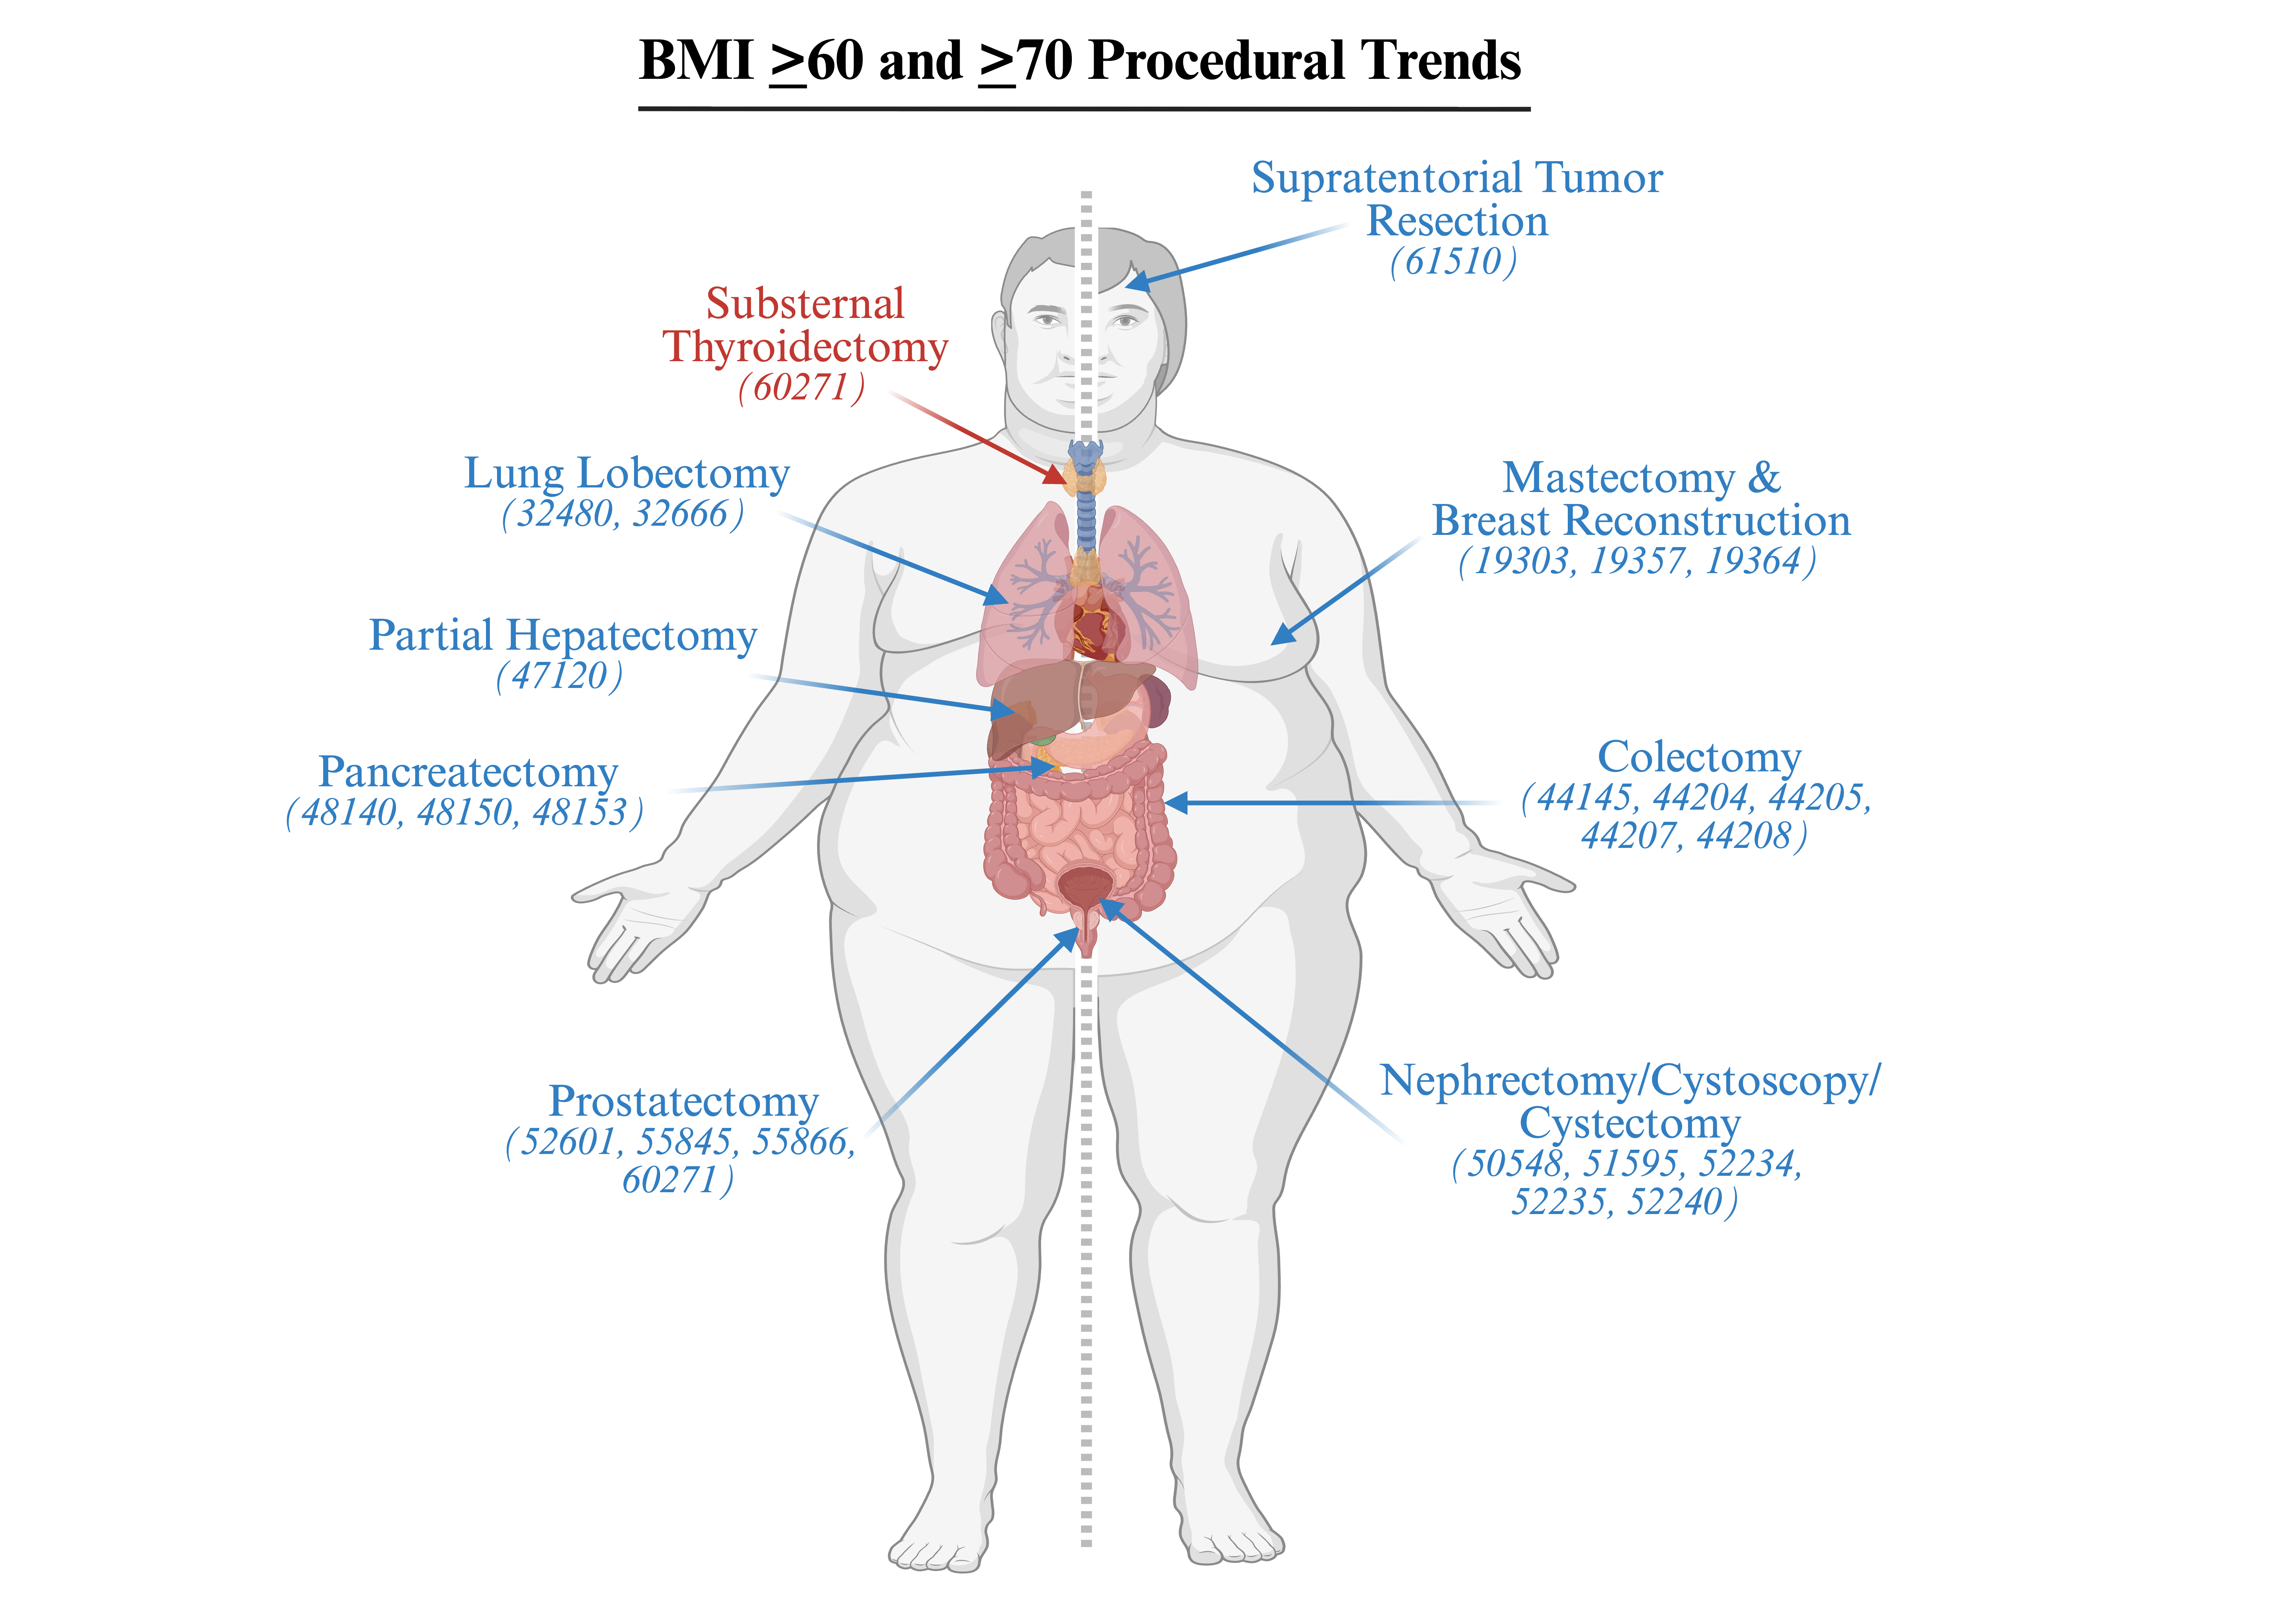 BMI ≥60 and ≥70 Procedural Trends
Supratentorial Tumor
Resection
(61510)
Substernal
Thyroidectomy
(60271)
Lung Lobectomy
(32480, 32666)
Mastectomy &
Breast Reconstruction
(19303, 19357, 19364)
Partial Hepatectomy
(47120)
Pancreatectomy
(48140, 48150, 48153)
Colectomy
(44145, 44204, 44205,
44207, 44208)
Prostatectomy
(52601, 55845, 55866,
60271)
Nephrectomy/Cystoscopy/
Cystectomy
(50548, 51595, 52234,
52235, 52240)